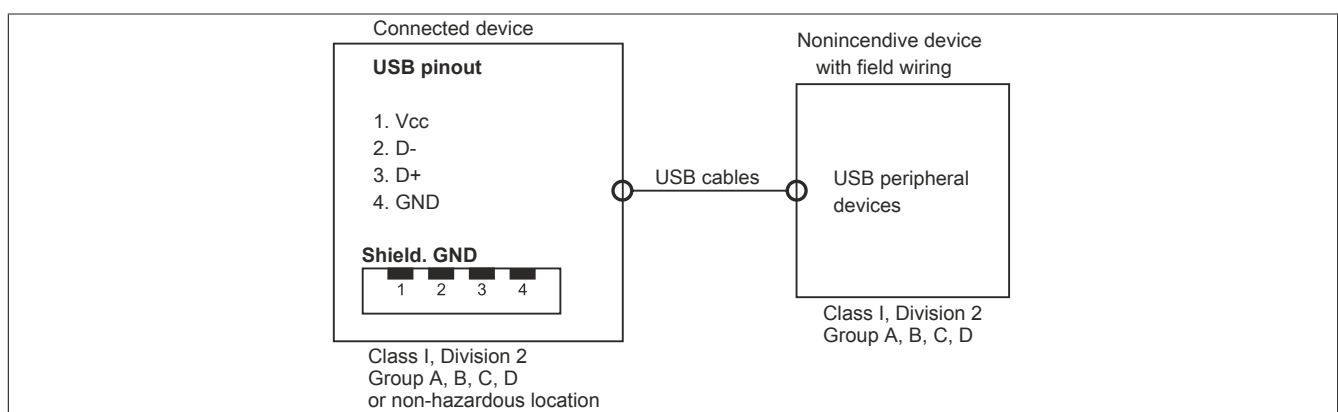 Connected device
USB pinout
1. Vcc
2. D-
3. D+
4. GND
Shield. GND
1 2 3 4
Class I, Division 2
Group A, B, C, D
or non-hazardous location
USB cables
Nonincendive device
with field wiring
USB peripheral
devices
Class I, Division 2
Group A, B, C, D